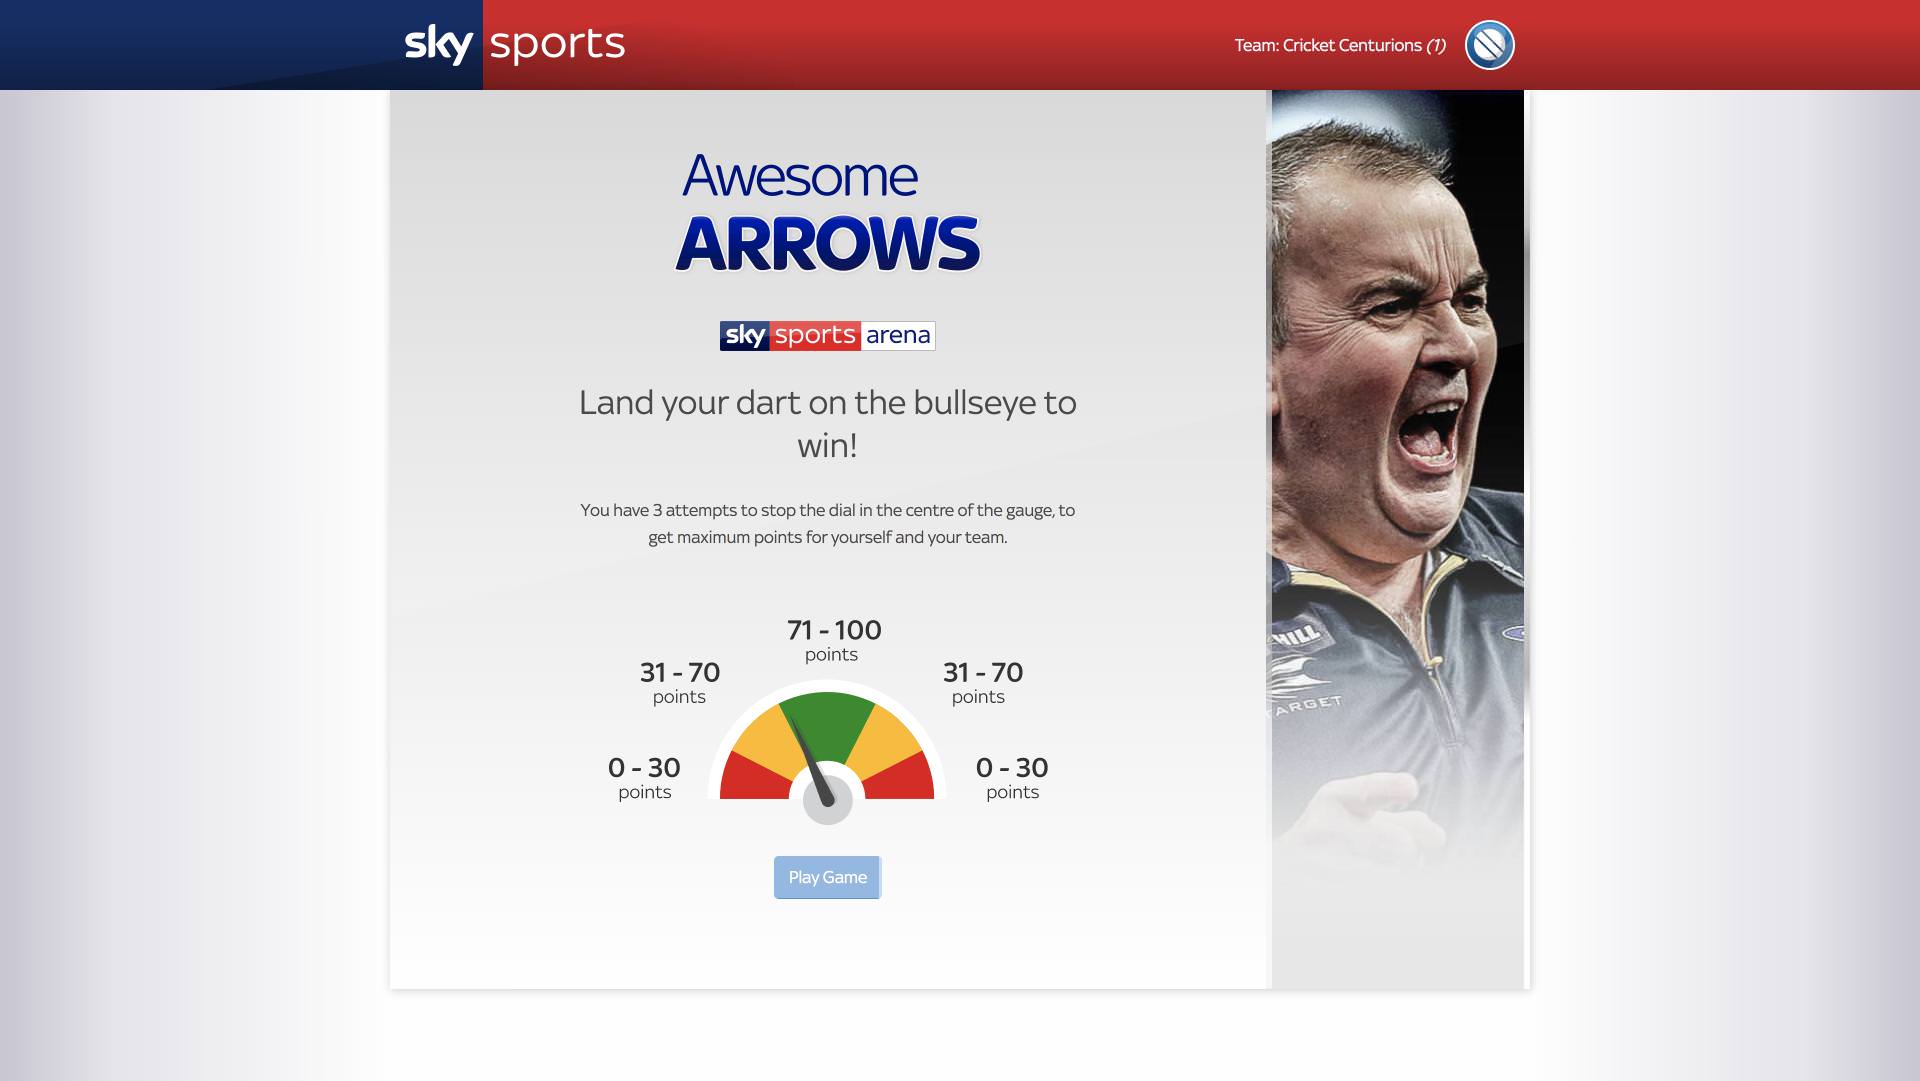 sky sports
Team: Cricket Centurions (1)
Awesome
ARROWS
sky sports arena
Land your dart on the bullseye to
win!
You have 3 attempts to stop the dial in the centre of the gauge, to
get maximum points for yourself and your team.
71 - 100
points
31 - 70
points
31 - 70
points
0 - 30
points
0 - 30
points
Play Game
HILL
TARGET